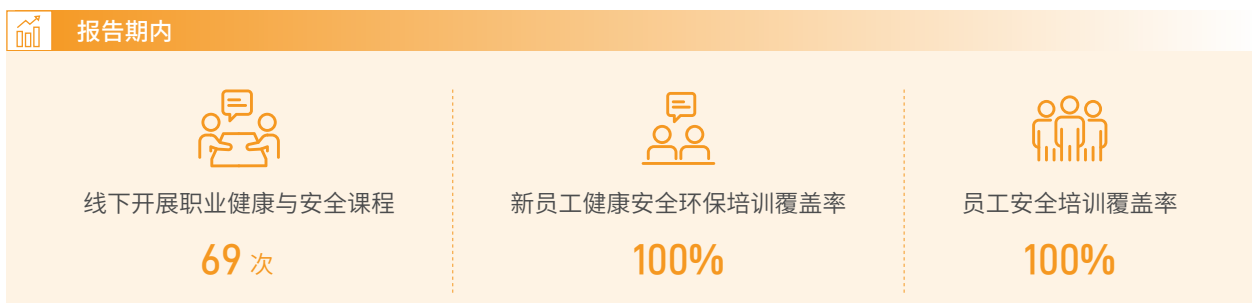 报告期内
线下开展职业健康与安全课程
69 次
新员工健康安全环保培训覆盖率
100%
员工安全培训覆盖率
100%